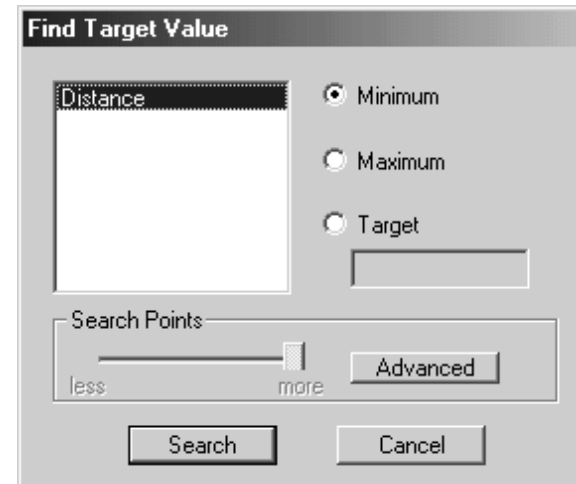 Find Target Value
Distance
Minimum
Maximum
Target
Search Points
less
more
Advanced
Search
Cancel